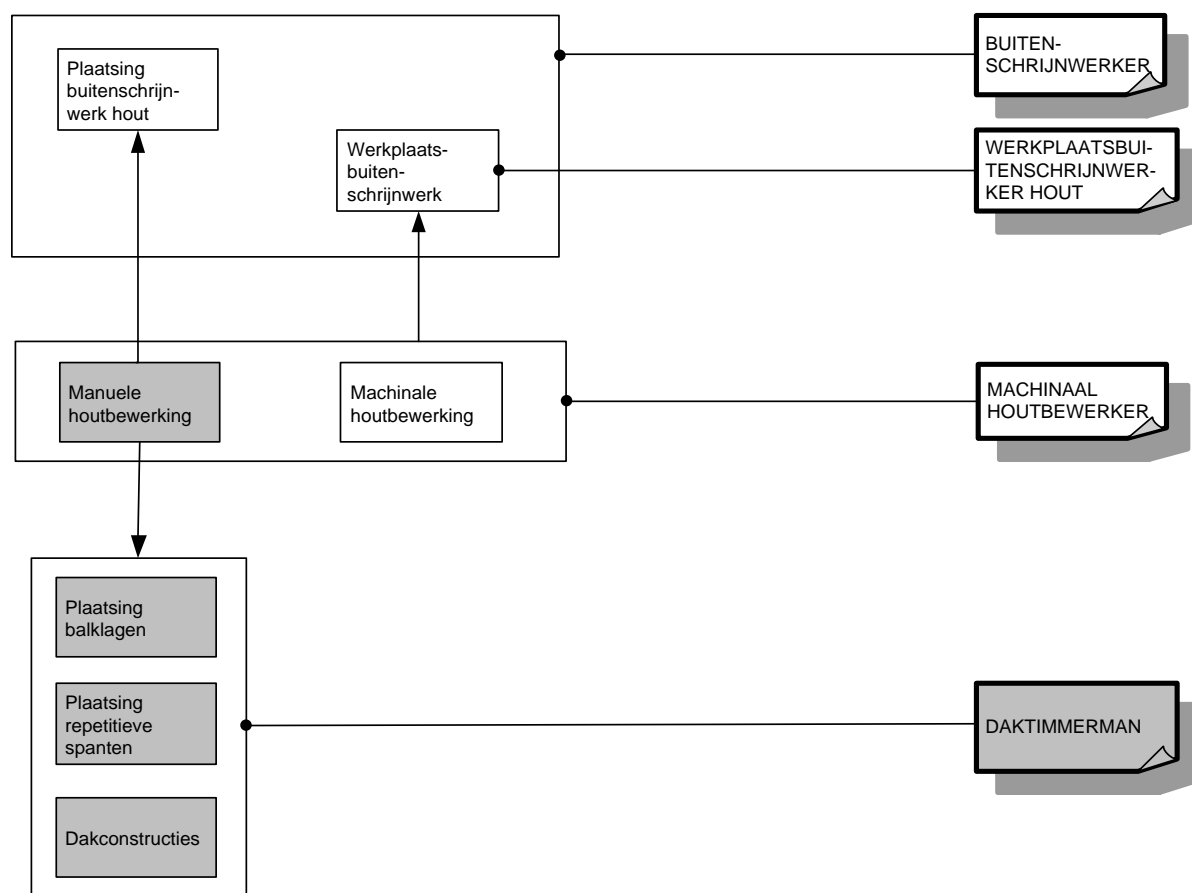 Plaatsing
buitenschrijn-
werk hout
Werkplaats-
buiten-
schrijnwerk
BUITEN-
SCHRIJNWERKER
WERKPLAATSBUI-
TENSCHRIJNWER-
KER HOUT
Manuele
houtbewerking
Machinale
houtbewerking
MACHINAAL
HOUTBEWERKER
Plaatsing
balklagen
Plaatsing
repetitieve
spanten
Dakconstructies
DAKTIMMERMAN